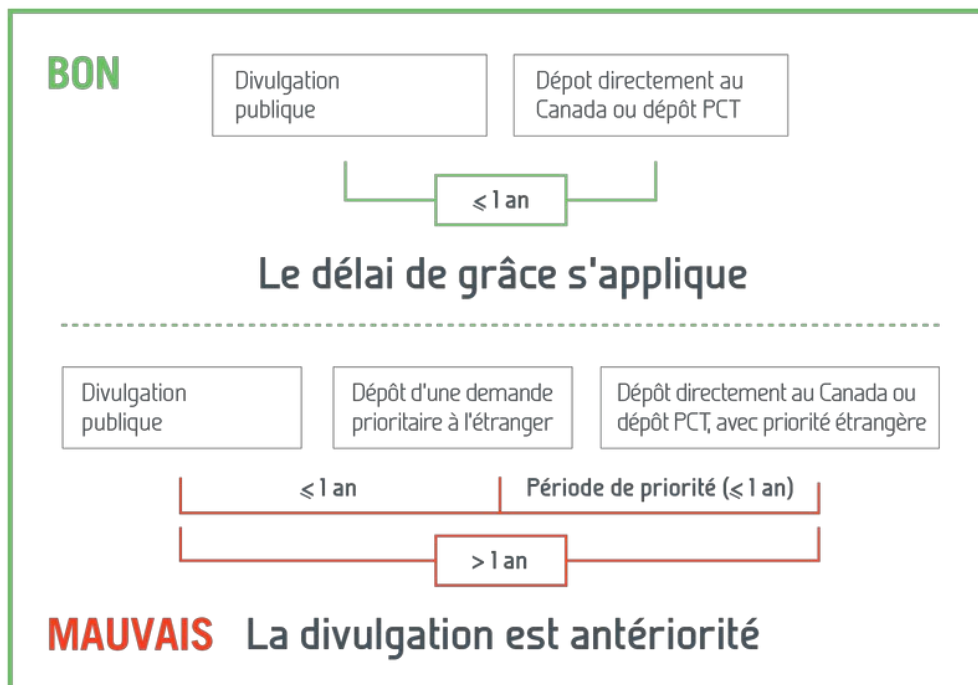 BON
Divulgation
publique
Dépot directement au
Canada ou dépôt PCT
⩽ 1 an
Le délai de grâce s'applique
Divulgation
publique
Dépôt d'une demande
prioritaire à l'étranger
Dépôt directement au Canada ou
dépôt PCT, avec priorité étrangère
⩽ 1 an
Période de priorité (⩽ 1 an)
> 1 an
MAUVAIS La divulgation est antériorité